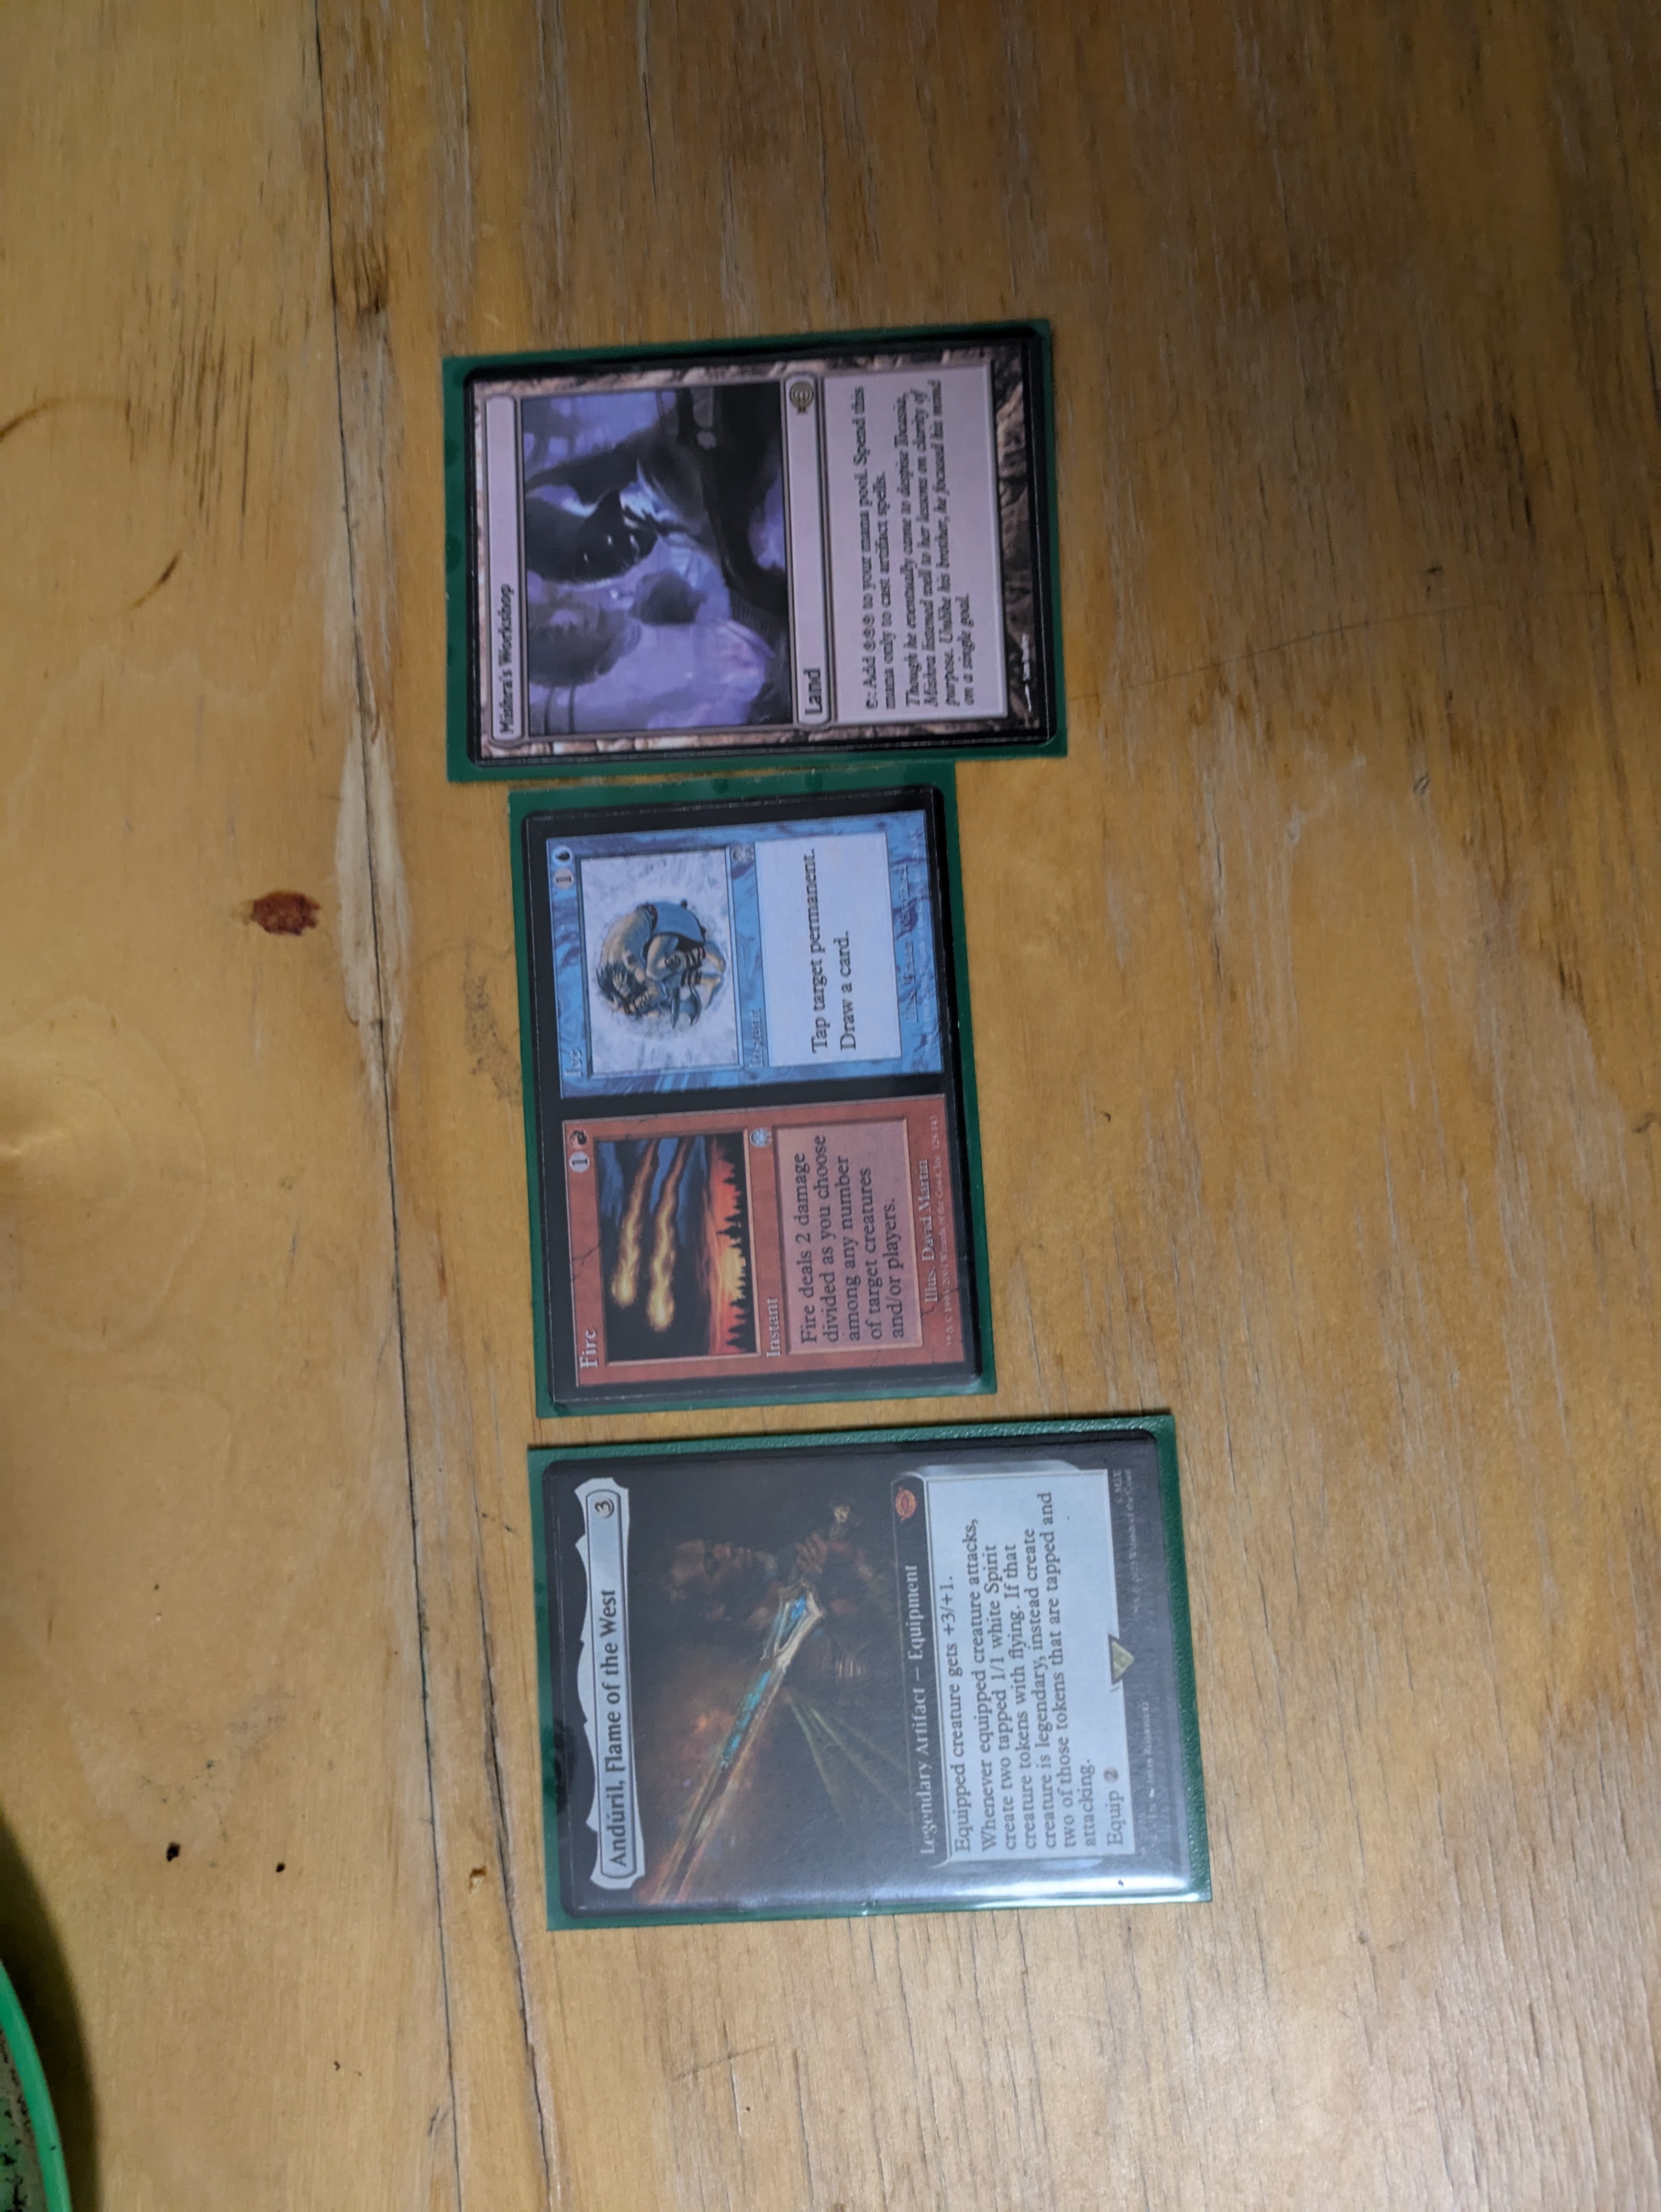 Andúril, Flame of the West
3
Legendary Artifact — Equipment
Equipped creature gets +3/+1.
Whenever equipped creature attacks,
create two tapped 1/1 white Spirit
creature tokens with flying. If that
creature is legendary, instead create
two of those tokens that are tapped and
attacking.
Equip 2
Fire
1
Instant
Fire deals 2 damage
divided as you choose
among any number
of target creatures
and/or players.
Illus. David Martin
Ice
1
Instant
Tap target permanent.
Draw a card.
Mishra's Workshop
Land
: Add to your mana pool. Spend this
mana only to cast artifact spells.
Though he eventually came to despise Tocasia,
Mishra listened well to her lessons on clarity of
purpose. Unlike his brother, he focused his mind
on a single goal.